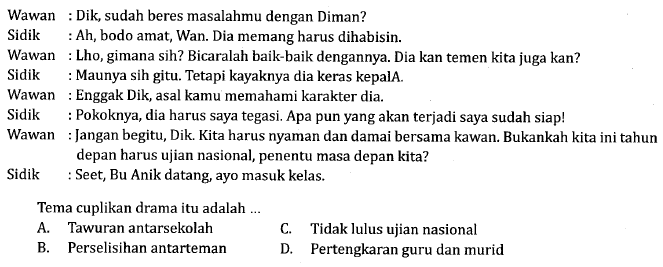 Wawan : Dik, sudah beres masalahmu dengan Diman?
Sidik : Ah, bodo amat, Wan. Dia memang harus dihabisin.
Wawan : Lho, gimana sih? Bicaralah baik-baik dengannya. Dia kan temen kita juga kan?
Sidik : Maunya sih gitu. Tetapi kayaknya dia keras kepalA.
Wawan : Enggak Dik, asal kamu memahami karakter dia.
Sidik : Pokoknya, dia harus saya tegasi. Apa pun yang akan terjadi saya sudah siap!
Wawan : Jangan begitu, Dik. Kita harus nyaman dan damai bersama kawan. Bukankah kita ini tahun
depan harus ujian nasional, penentu masa depan kita?
Sidik : Seet, Bu Anik datang, ayo masuk kelas.
Tema cuplikan drama itu adalah ...
A. Tawuran antarsekolah C. Tidak lulus ujian nasional
B. Perselisihan antarteman D. Pertengkaran guru dan murid